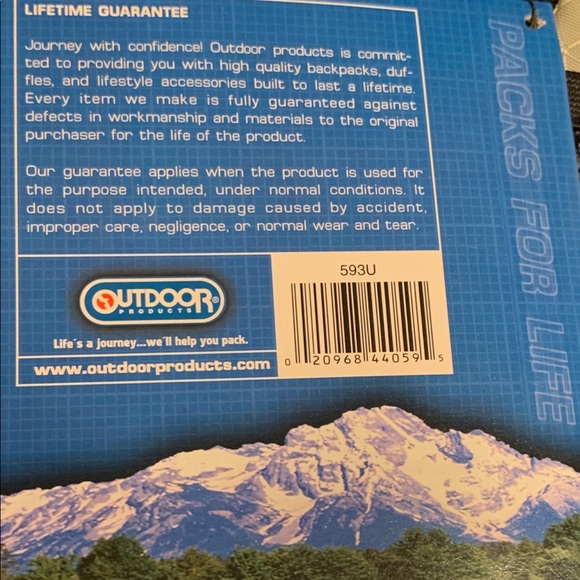 LIFETIME GUARANTEE
Journey with confidence! Outdoor products is commit-
ted to providing you with high quality backpacks, duf-
fles, and lifestyle accessories built to last a lifetime.
Every item we make is fully guaranteed against
defects in workmanship and materials to the original
purchaser for the life of the product.
Our guarantee applies when the product is used for
the purpose intended, under normal conditions. It
does not apply to damage caused by accident,
improper care, negligence, or normal wear and tear.
OUTDOOR®
PRODUCTS
Life's a journey...we'll help you pack.
www.outdoorproducts.com
593U
0 20968 44059 5
PACKS FOR LIFE